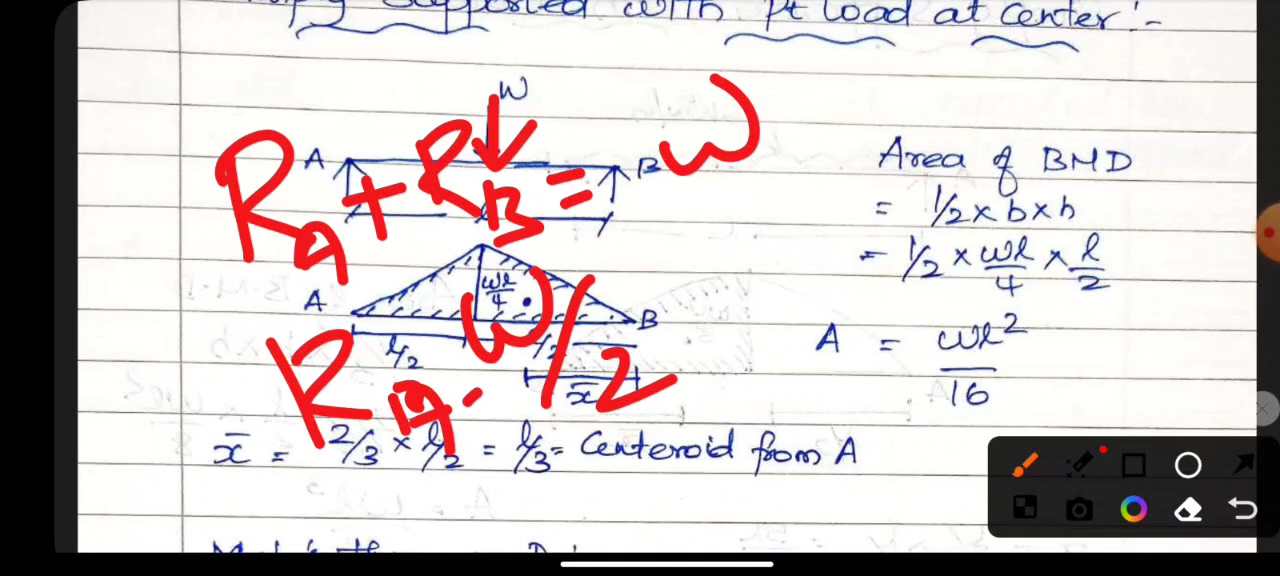 Supported with Pt load at Center :-
W
A B
RA + RB = W
Area of BMD
= 1/2 × b × h
= 1/2 × wl/4 × l/2
wl/4
A B
l/2 l/2
x̄
RA = W/2
A = wl²/16
x̄ = 2/3 × l/2 = l/3 = Centeroid from A